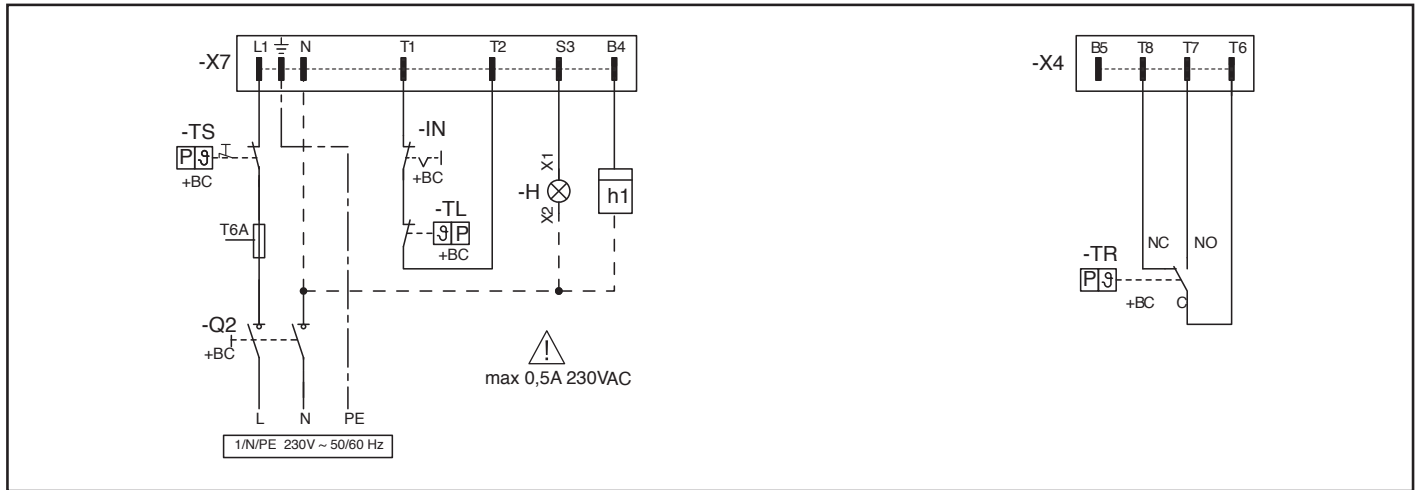 -X7
L1 N T1 T2 S3 B4
-TS
P ϑ
+BC
T6A
-IN
+BC
-TL
ϑ P
+BC
-H
X1
X2
h1
-Q2
+BC
!
max 0,5A 230VAC
L N PE
1/N/PE 230V ~ 50/60 Hz
-X4
B5 T8 T7 T6
NC NO
-TR
P ϑ
+BC C